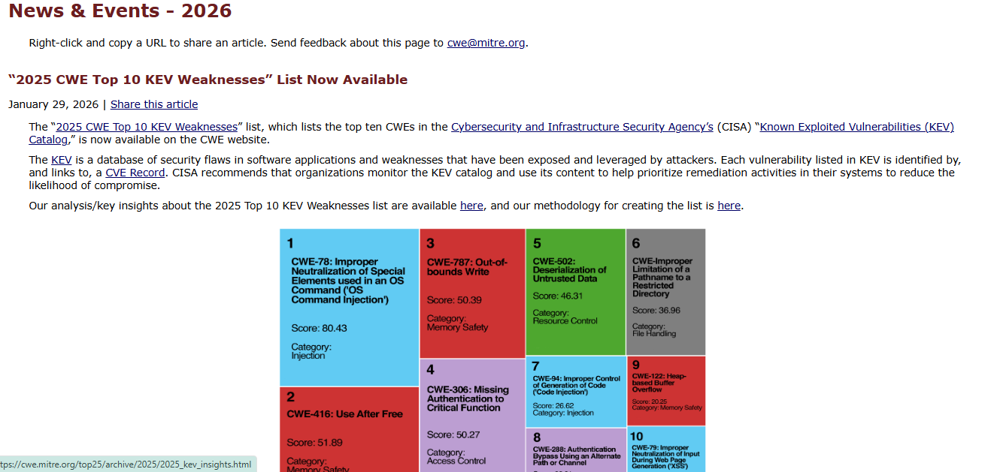 News & Events - 2026
Right-click and copy a URL to share an article. Send feedback about this page to cwe@mitre.org.
“2025 CWE Top 10 KEV Weaknesses” List Now Available
January 29, 2026 | Share this article
The “2025 CWE Top 10 KEV Weaknesses” list, which lists the top ten CWEs in the Cybersecurity and Infrastructure Security Agency’s (CISA) “Known Exploited Vulnerabilities (KEV)
Catalog,” is now available on the CWE website.
The KEV is a database of security flaws in software applications and weaknesses that have been exposed and leveraged by attackers. Each vulnerability listed in KEV is identified by,
and links to, a CVE Record. CISA recommends that organizations monitor the KEV catalog and use its content to help prioritize remediation activities in their systems to reduce the
likelihood of compromise.
Our analysis/key insights about the 2025 Top 10 KEV Weaknesses list are available here, and our methodology for creating the list is here.
1
CWE-78: Improper
Neutralization of Special
Elements used in an OS
Command ('OS
Command Injection')
Score: 80.43
Category:
Injection
2
CWE-416: Use After Free
Score: 51.89
Category:
Memory Safety
3
CWE-787: Out-of-
bounds Write
Score: 50.39
Category:
Memory Safety
4
CWE-306: Missing
Authentication to
Critical Function
Score: 50.27
Category:
Access Control
5
CWE-502:
Deserialization of
Untrusted Data
Score: 46.31
Category:
Resource Control
6
CWE-Improper
Limitation of a
Pathname to a
Restricted
Directory
Score: 36.96
Category:
File Handling
7
CWE-94: Improper Control
of Generation of Code
('Code Injection')
Score: 26.62
Category: Injection
8
CWE-288: Authentication
Bypass Using an Alternate
Path or Channel
9
CWE-122: Heap-
based Buffer
Overflow
Score: 20.25
Category: Memory Safety
10
CWE-79: Improper
Neutralization of Input
During Web Page
Generation ('XSS')
tps://cwe.mitre.org/top25/archive/2025/2025_kev_insights.html